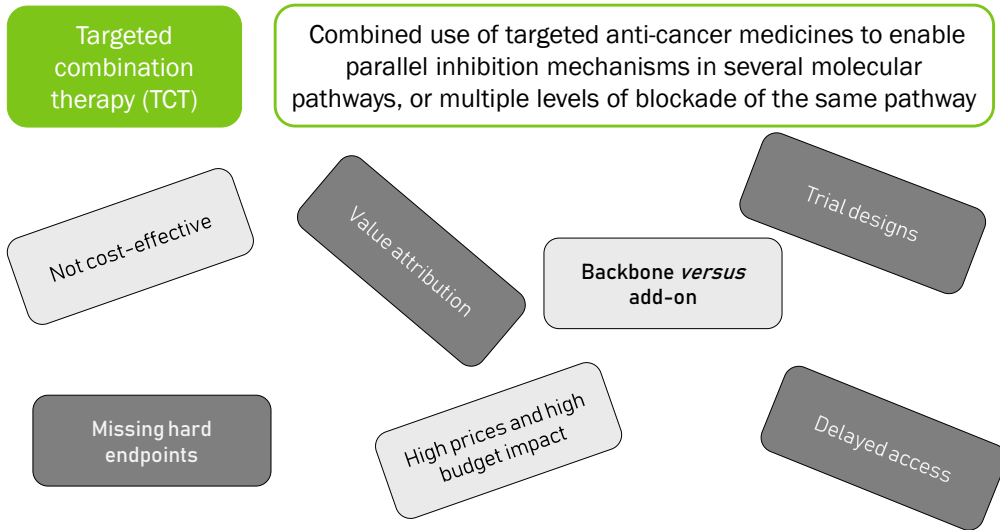 Targeted
combination
therapy (TCT)
Combined use of targeted anti-cancer medicines to enable
parallel inhibition mechanisms in several molecular
pathways, or multiple levels of blockade of the same pathway
Not cost-effective
Value attribution
Trial designs
Backbone versus
add-on
Missing hard
endpoints
High prices and high
budget impact
Delayed access